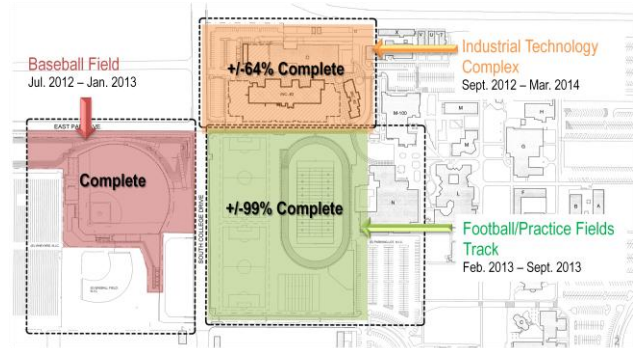 Baseball Field
Jul. 2012 – Jan. 2013
+/-64% Complete
Industrial Technology
Complex
Sept. 2012 – Mar. 2014
Complete
SOUTH COLLEGE DRIVE
+/-99% Complete
Football/Practice Fields
Track
Feb. 2013 – Sept. 2013
M
H
G
L
N
B
A